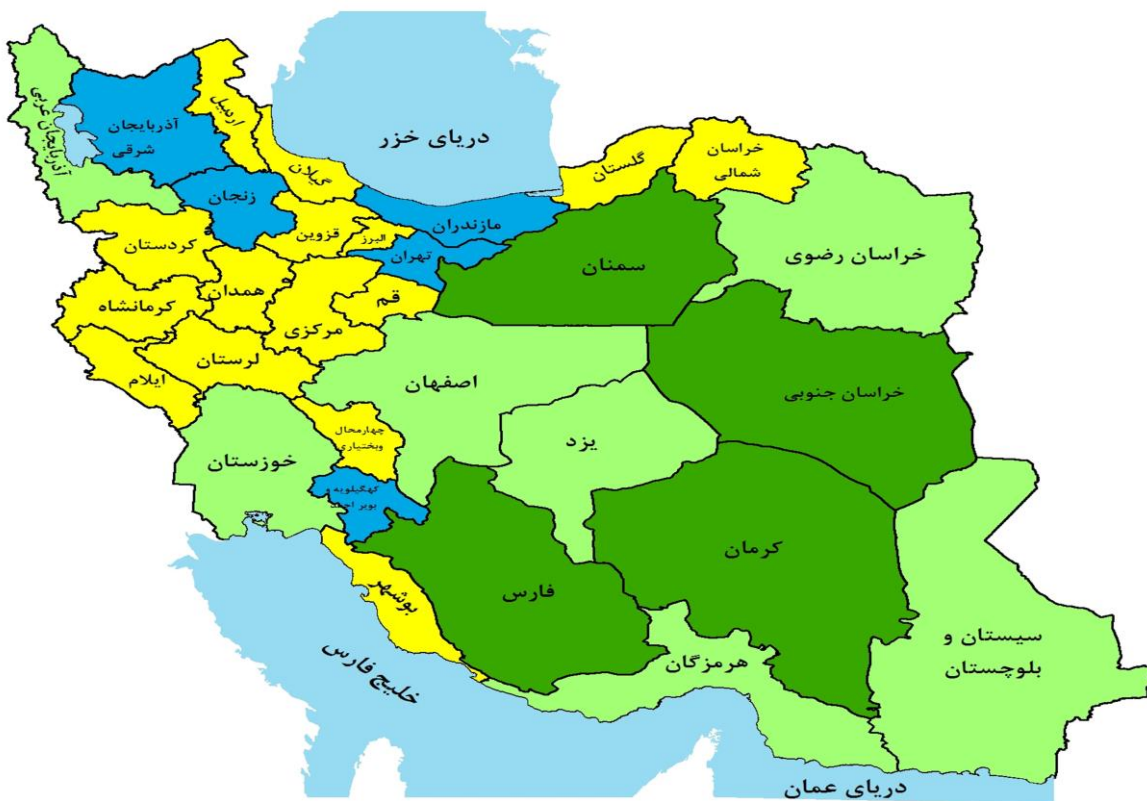 آذربایجان غربی
آذربایجان
شرقی
اردبیل
گیلان
دریای خزر
گلستان
خراسان
شمالی
زنجان
مازندران
کردستان
قزوین
البرز
تهران
سمنان
خراسان رضوی
کرمانشاه
همدان
مرکزی
قم
لرستان
ایلام
اصفهان
خراسان جنوبی
چهارمحال
وبختیاری
یزد
خوزستان
کهگیلویه و
بویر احمد
کرمان
فارس
بوشهر
سیستان و
بلوچستان
هرمزگان
خلیج فارس
دریای عمان